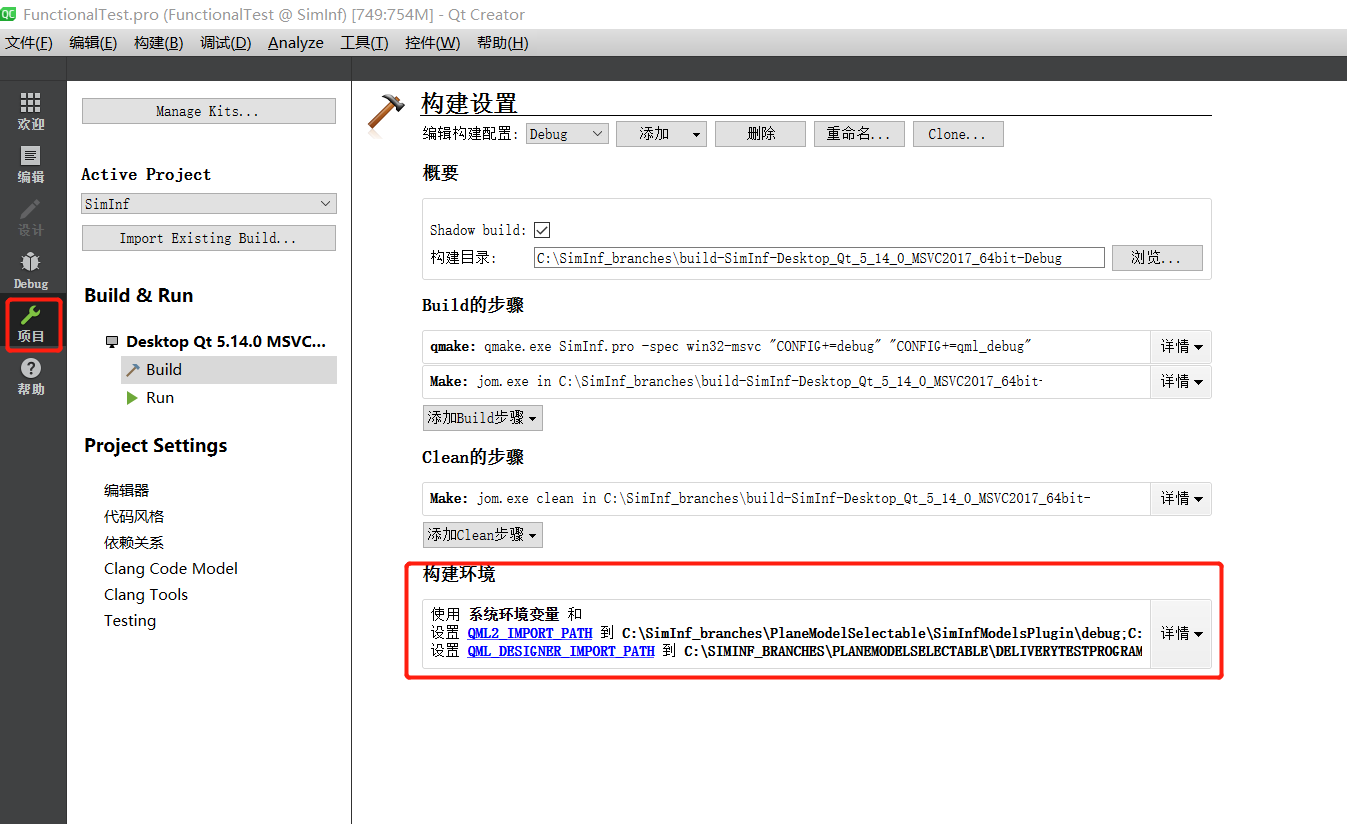 QC FunctionalTest.pro (FunctionalTest @ SimInf) [749:754M] - Qt Creator
文件(F) 编辑(E) 构建(B) 调试(D) Analyze 工具(T) 控件(W) 帮助(H)
欢迎
编辑
设计
Debug
项目
帮助
Manage Kits...
Active Project
SimInf
Import Existing Build...
Build & Run
Desktop Qt 5.14.0 MSVC...
Build
Run
Project Settings
编辑器
代码风格
依赖关系
Clang Code Model
Clang Tools
Testing
构建设置
编辑构建配置: Debug 添加 删除 重命名... Clone...
概要
Shadow build:
构建目录: C:\SimInf_branches\build-SimInf-Desktop_Qt_5_14_0_MSVC2017_64bit-Debug 浏览...
Build的步骤
qmake: qmake.exe SimInf.pro -spec win32-msvc "CONFIG+=debug" "CONFIG+=qml_debug" 详情
Make: jom.exe in C:\SimInf_branches\build-SimInf-Desktop_Qt_5_14_0_MSVC2017_64bit- 详情
添加Build步骤
Clean的步骤
Make: jom.exe clean in C:\SimInf_branches\build-SimInf-Desktop_Qt_5_14_0_MSVC2017_64bit- 详情
添加Clean步骤
构建环境
使用 系统环境变量 和
设置 QML2_IMPORT_PATH 到 C:\SimInf_branches\PlaneModelSelectable\SimInfModelsPlugin\debug;C: 详情
设置 QML_DESIGNER_IMPORT_PATH 到 C:\SIMINF_BRANCHES\PLANEMODELSELECTABLE\DELIVERYTESTPROGRAM